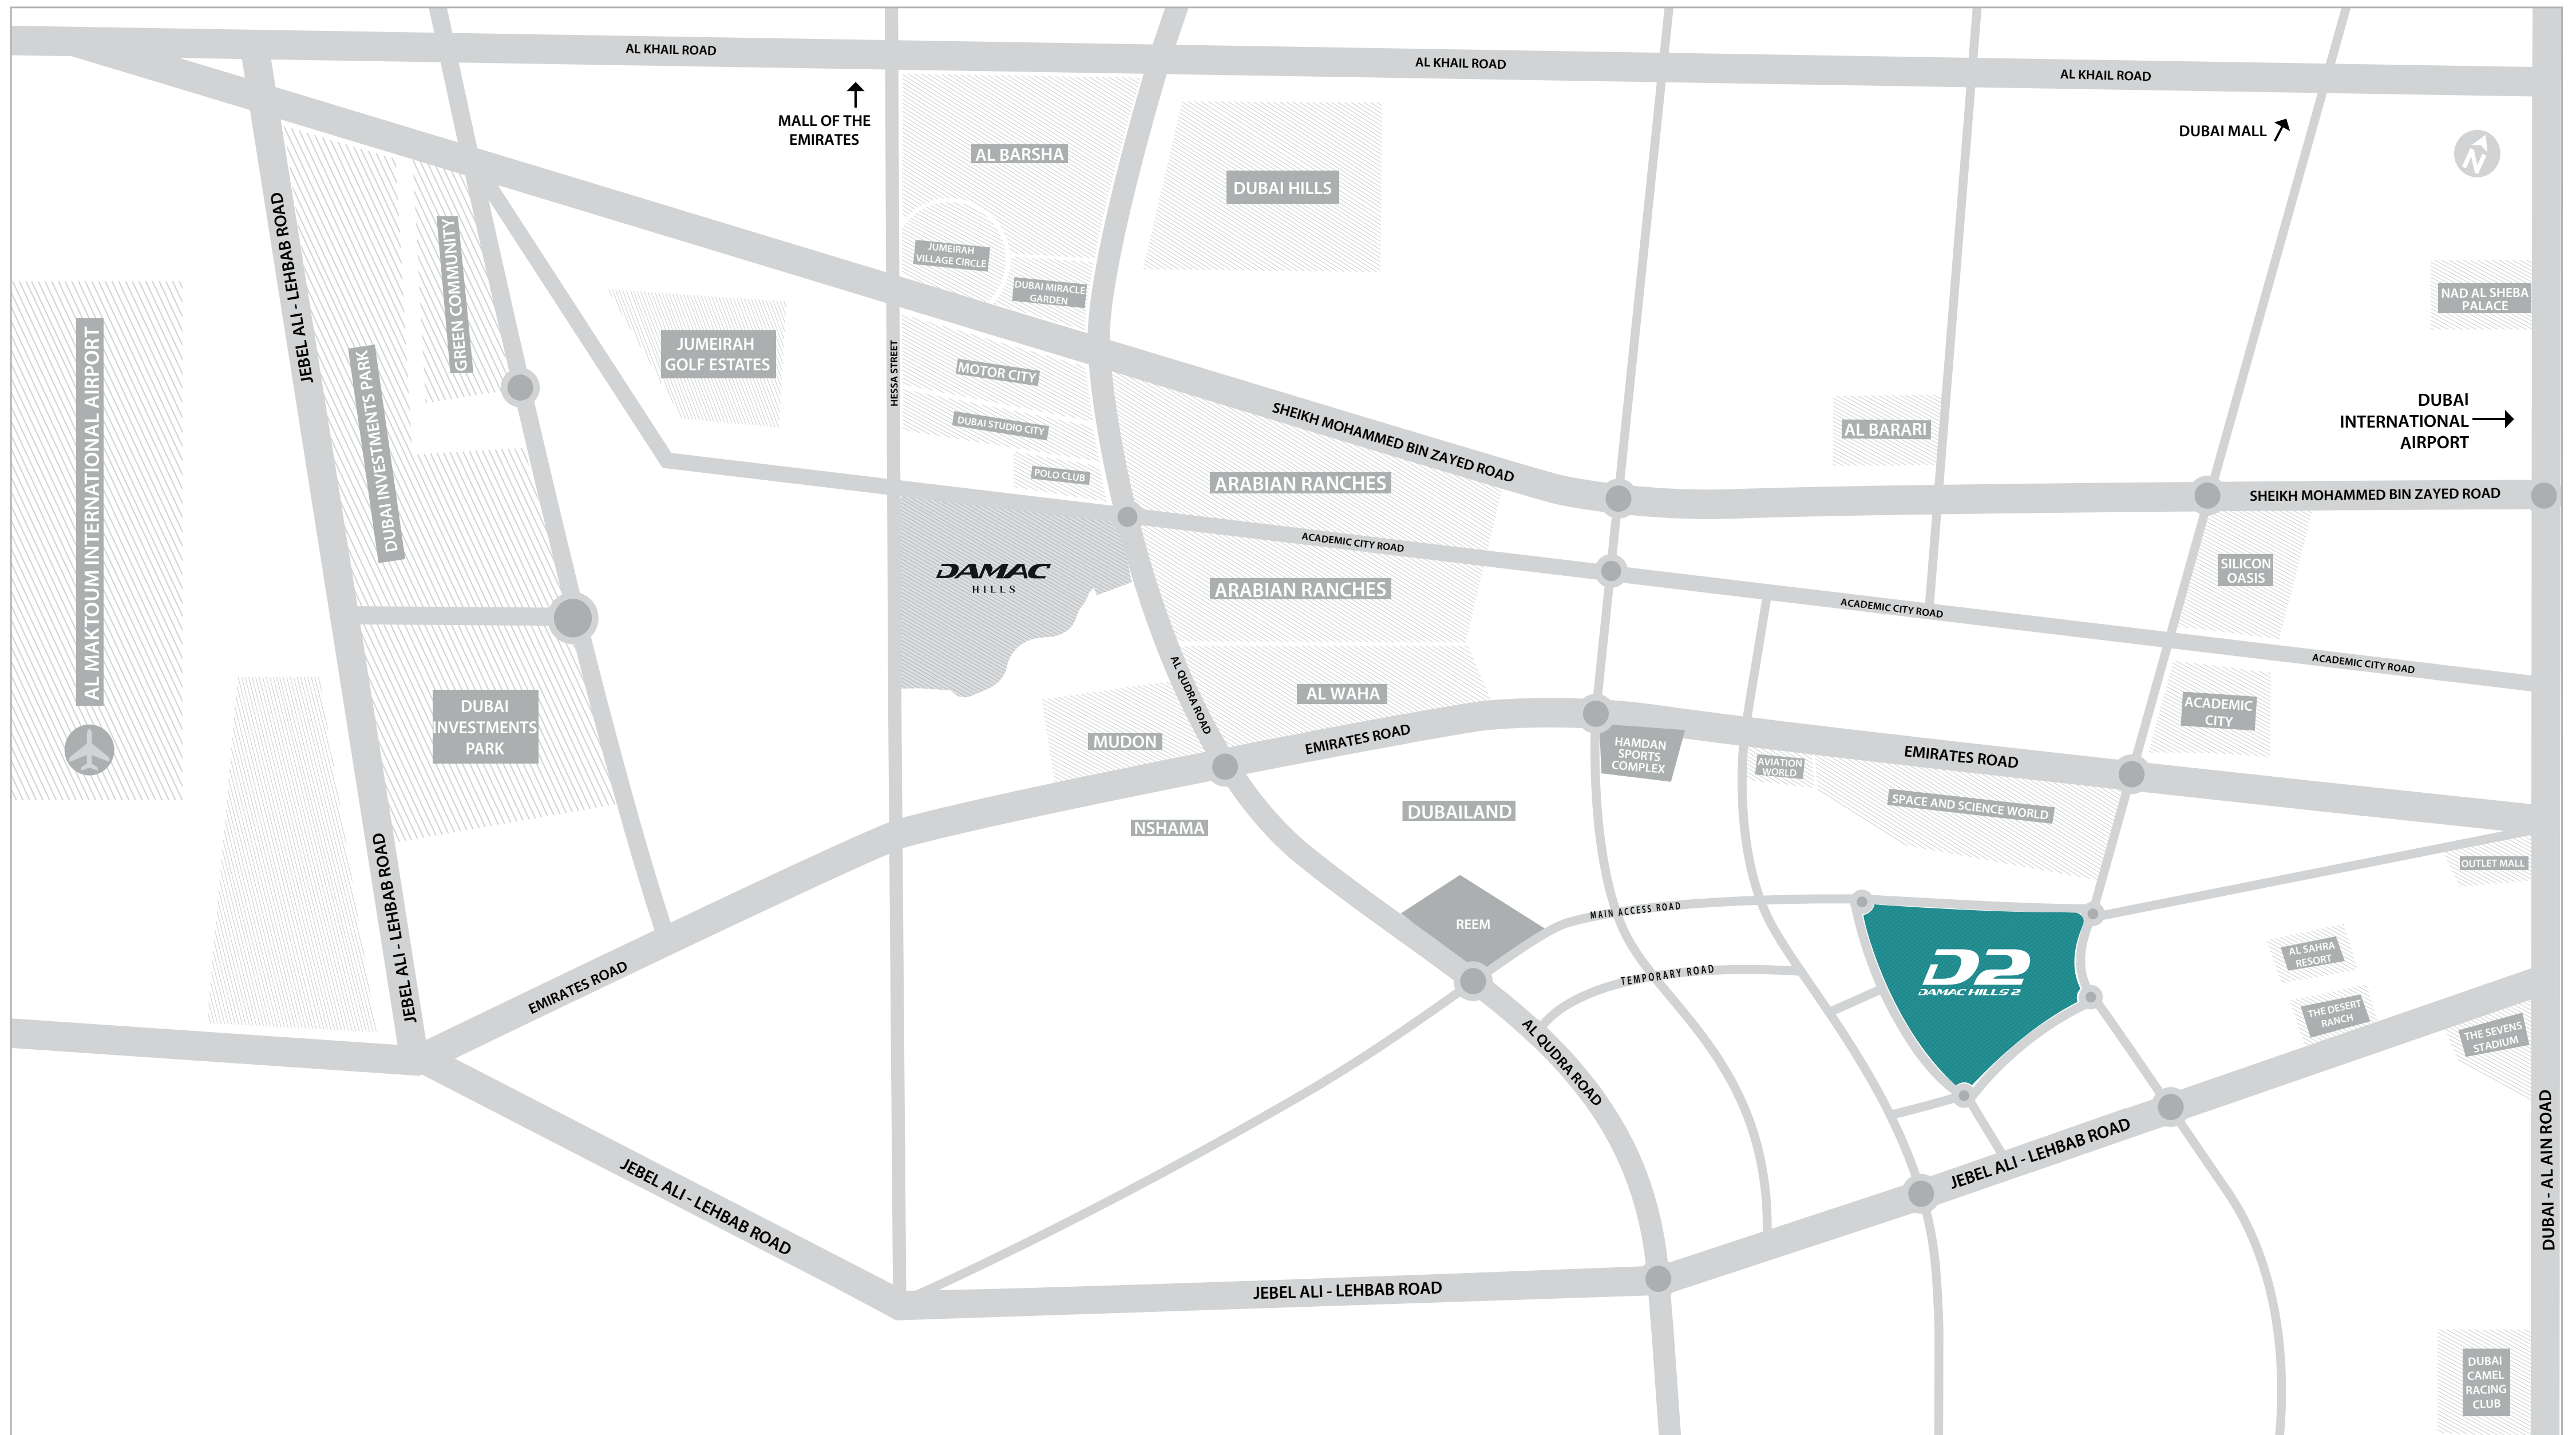 AL KHAIL ROAD
AL KHAIL ROAD
AL KHAIL ROAD
MALL OF THE
EMIRATES
DUBAI MALL
N
AL BARSHA
DUBAI HILLS
JEBEL ALI - LEHBAB ROAD
GREEN COMMUNITY
JUMEIRAH
VILLAGE CIRCLE
DUBAI MIRACLE
GARDEN
NAD AL SHEBA
PALACE
AL MAKTOUM INTERNATIONAL AIRPORT
DUBAI INVESTMENTS PARK
JUMEIRAH
GOLF ESTATES
HESSA STREET
MOTOR CITY
DUBAI STUDIO CITY
POLO CLUB
SHEIKH MOHAMMED BIN ZAYED ROAD
AL BARARI
DUBAI
INTERNATIONAL
AIRPORT
ARABIAN RANCHES
SHEIKH MOHAMMED BIN ZAYED ROAD
ACADEMIC CITY ROAD
DAMAC
HILLS
ARABIAN RANCHES
ACADEMIC CITY ROAD
SILICON
OASIS
ACADEMIC CITY ROAD
AL QUDRA ROAD
AL WAHA
DUBAI
INVESTMENTS
PARK
MUDON
EMIRATES ROAD
HAMDAN
SPORTS
COMPLEX
AVIATION
WORLD
EMIRATES ROAD
ACADEMIC
CITY
SPACE AND SCIENCE WORLD
NSHAMA
DUBAILAND
OUTLET MALL
JEBEL ALI - LEHBAB ROAD
REEM
MAIN ACCESS ROAD
TEMPORARY ROAD
D2
DAMAC HILLS 2
AL SAHRA
RESORT
THE DESERT
RANCH
THE SEVENS
STADIUM
EMIRATES ROAD
AL QUDRA ROAD
JEBEL ALI - LEHBAB ROAD
JEBEL ALI - LEHBAB ROAD
JEBEL ALI - LEHBAB ROAD
DUBAI - AL AIN ROAD
DUBAI
CAMEL
RACING
CLUB